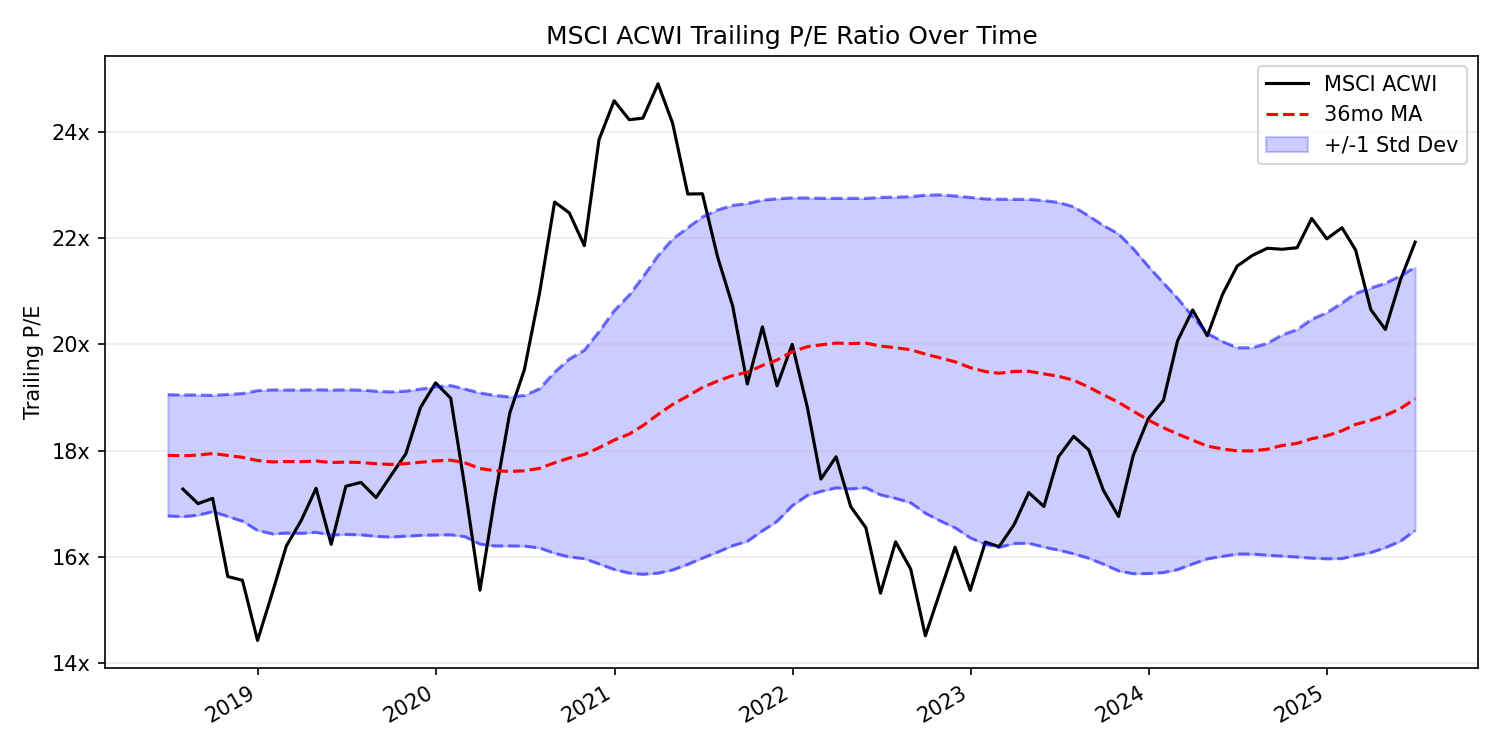 MSCI ACWI Trailing P/E Ratio Over Time
MSCI ACWI
36mo MA
+/-1 Std Dev
Trailing P/E
24x
22x
20x
18x
16x
14x
2019
2020
2021
2022
2023
2024
2025